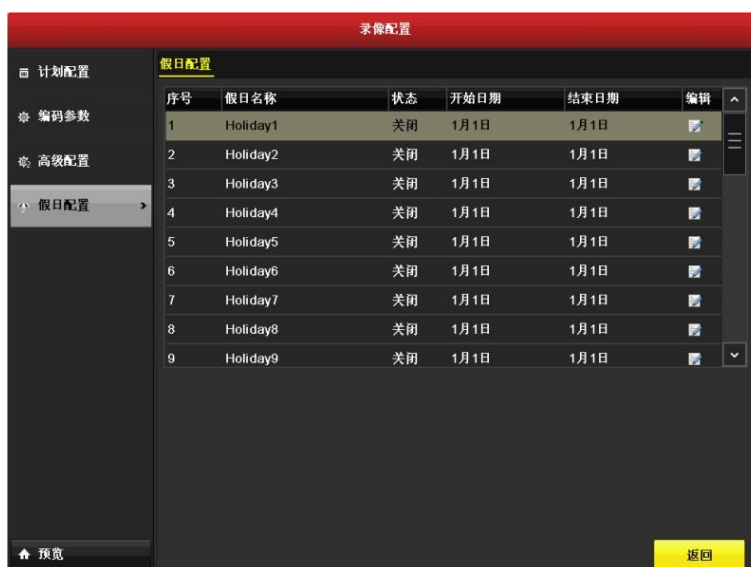 录像配置
计划配置
编码参数
高级配置
假日配置
预览
假日配置
序号 假日名称 状态 开始日期 结束日期 编辑
1 Holiday1 关闭 1月1日 1月1日
2 Holiday2 关闭 1月1日 1月1日
3 Holiday3 关闭 1月1日 1月1日
4 Holiday4 关闭 1月1日 1月1日
5 Holiday5 关闭 1月1日 1月1日
6 Holiday6 关闭 1月1日 1月1日
7 Holiday7 关闭 1月1日 1月1日
8 Holiday8 关闭 1月1日 1月1日
9 Holiday9 关闭 1月1日 1月1日
返回